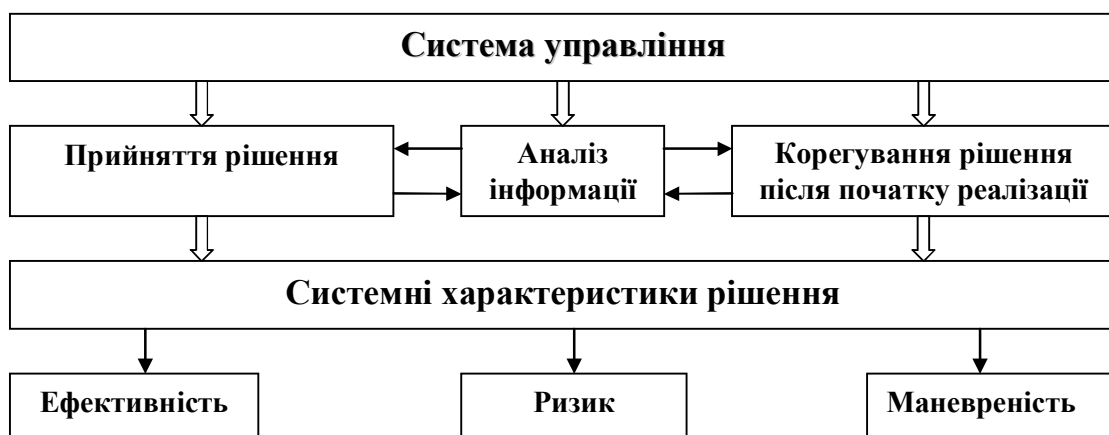 Система управління
Прийняття рішення
Аналіз
інформації
Корегування рішення
після початку реалізації
Системні характеристики рішення
Ефективність
Ризик
Маневреність